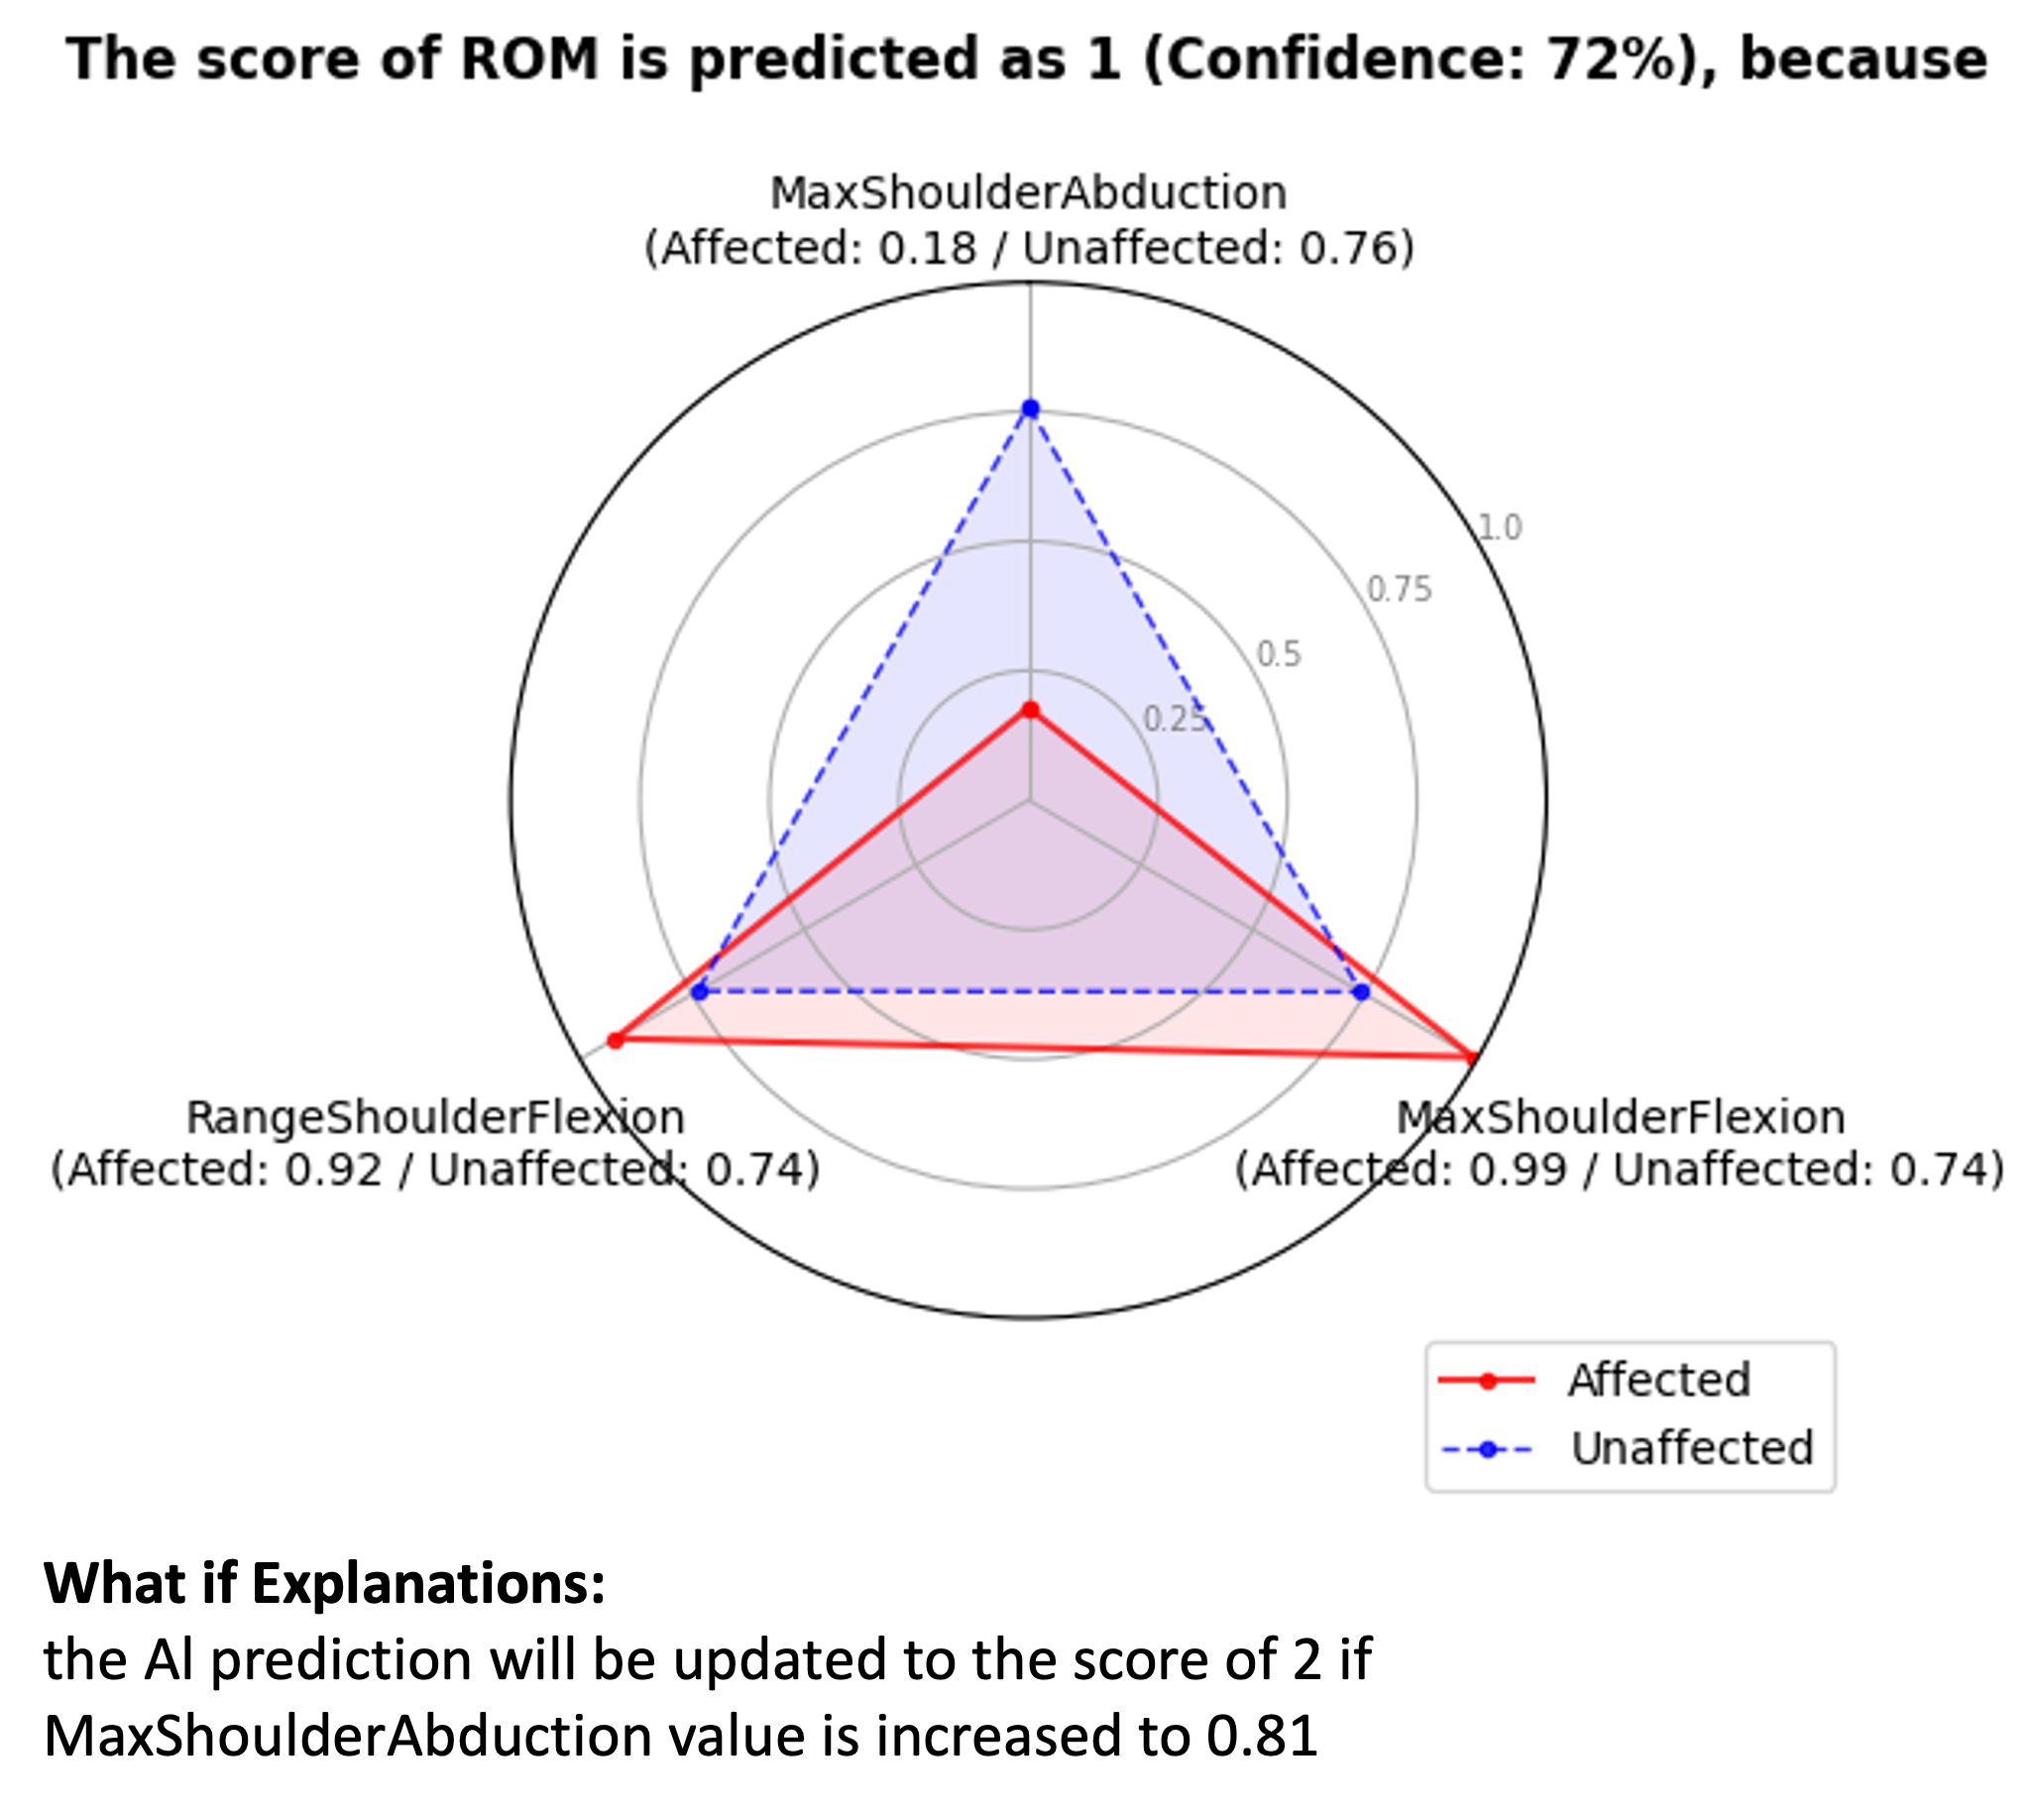 The score of ROM is predicted as 1 (Confidence: 72%), because
MaxShoulderAbduction
(Affected: 0.18 / Unaffected: 0.76)
1.0
0.75
0.5
0.25
RangeShoulderFlexion
(Affected: 0.92 / Unaffected: 0.74)
MaxShoulderFlexion
(Affected: 0.99 / Unaffected: 0.74)
Affected
Unaffected
What if Explanations:
the AI prediction will be updated to the score of 2 if
MaxShoulderAbduction value is increased to 0.81